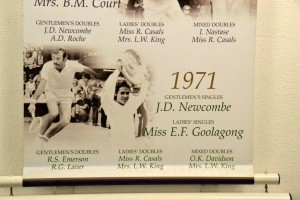 Mrs. B.M. Court
GENTLEMEN'S DOUBLES
J.D. Newcombe
A.D. Roche
LADIES' DOUBLES
Miss R. Casals
Mrs. L.W. King
MIXED DOUBLES
I. Nastase
Miss R. Casals
1971
GENTLEMEN'S SINGLES
J.D. Newcombe
LADIES' SINGLES
Miss E.F. Goolagong
GENTLEMEN'S DOUBLES
R.S. Emerson
R.G. Laver
LADIES' DOUBLES
Miss R. Casals
Mrs. L.W. King
MIXED DOUBLES
O.K. Davidson
Mrs. L.W. King